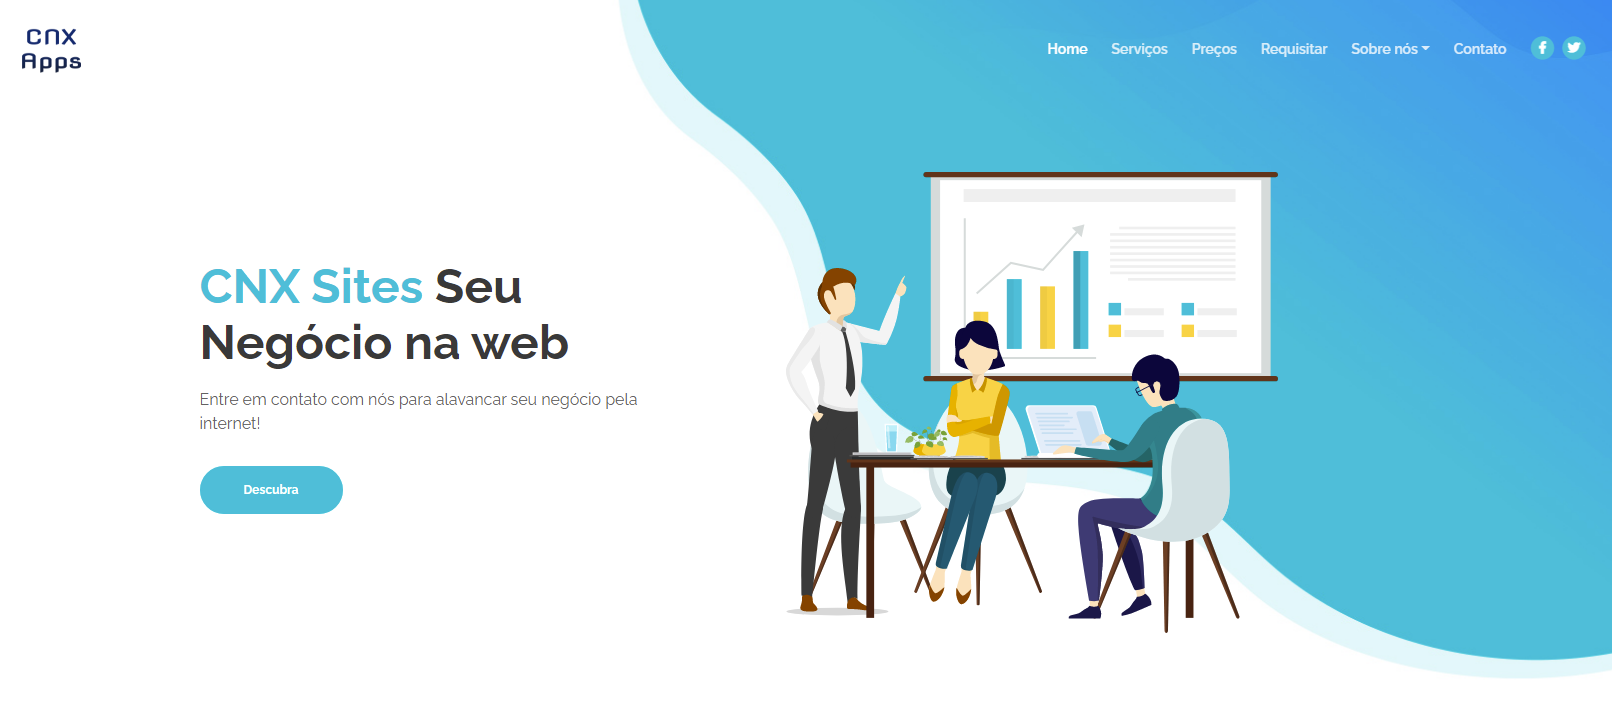 CNX
Apps
Home Serviços Preços Requisitar Sobre nós Contato
CNX Sites Seu
Negócio na web
Entre em contato com nós para alavancar seu negócio pela
internet!
Descubra